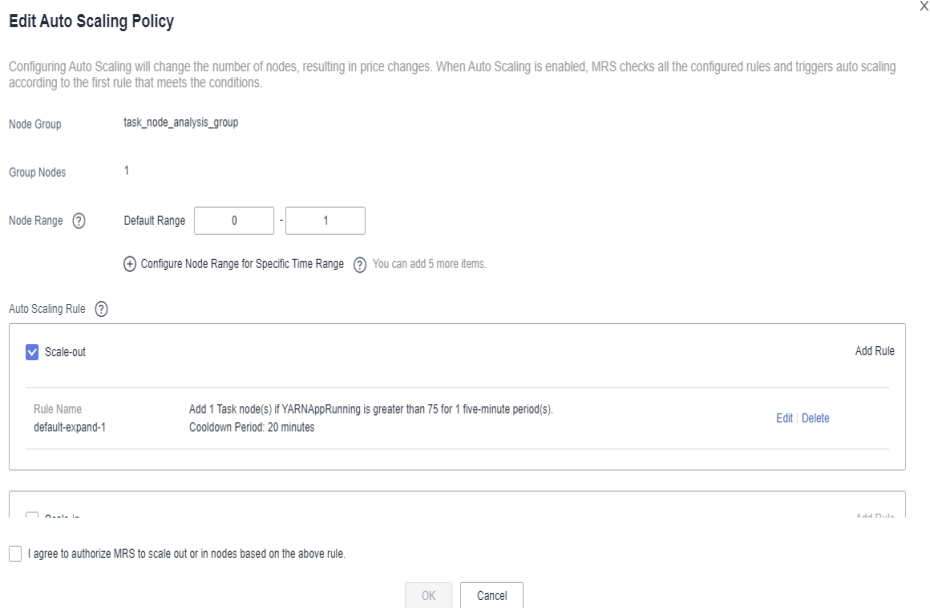 X
Edit Auto Scaling Policy
Configuring Auto Scaling will change the number of nodes, resulting in price changes. When Auto Scaling is enabled, MRS checks all the configured rules and triggers auto scaling
according to the first rule that meets the conditions.
Node Group task_node_analysis_group
Group Nodes 1
Node Range ? Default Range 0 - 1
+ Configure Node Range for Specific Time Range ? You can add 5 more items.
Auto Scaling Rule ?
Scale-out Add Rule
Rule Name Add 1 Task node(s) if YARNAppRunning is greater than 75 for 1 five-minute period(s).
default-expand-1 Cooldown Period: 20 minutes Edit | Delete
Scale-in Add Rule
I agree to authorize MRS to scale out or in nodes based on the above rule.
OK Cancel